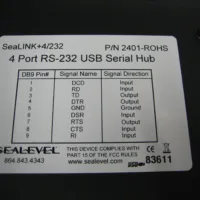 SeaLINK+4/232
P/N 2401-ROHS
4 Port RS-232 USB Serial Hub
DB9 Pin# Signal Name Signal Direction
1 DCD Input
2 RD Input
3 TD Output
4 DTR Output
5 GND Ground
6 DSR Input
7 RTS Output
8 CTS Input
9 RI Input
SEALEVEL
864.843.4343
THIS DEVICE COMPLIES WITH
PART 15 OF THE FCC RULES
83611